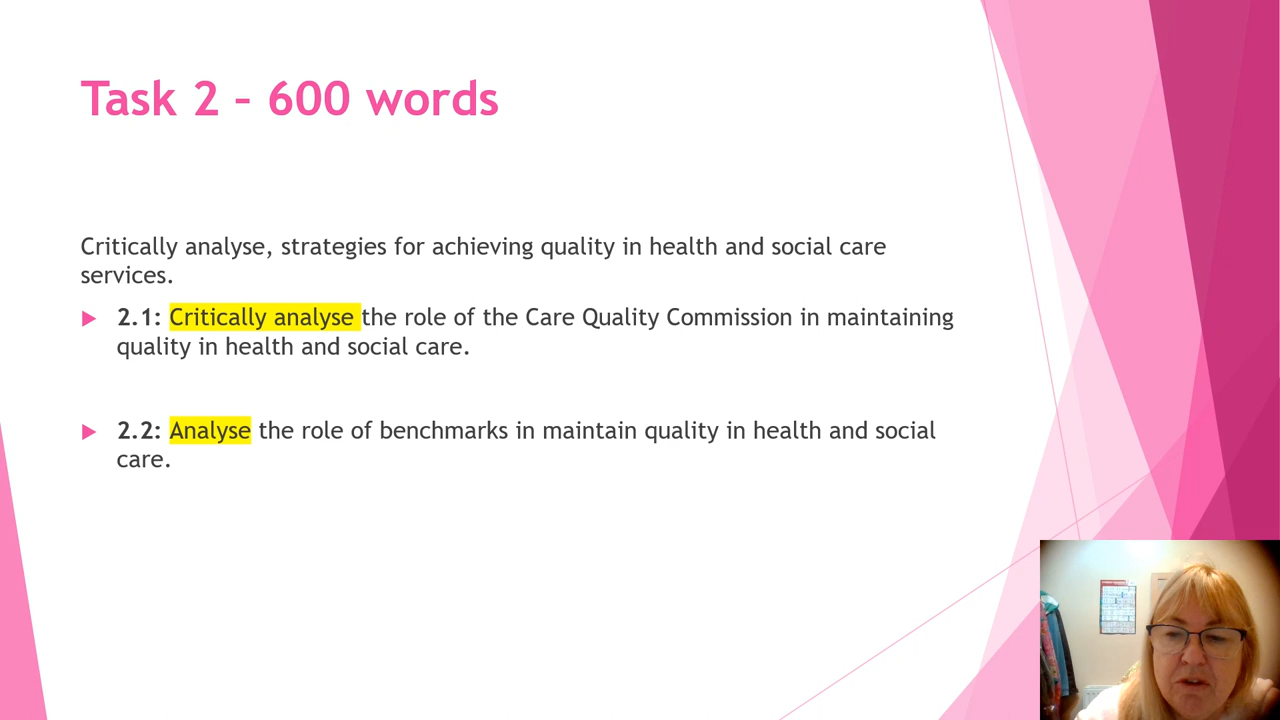 Task 2 – 600 words
Critically analyse, strategies for achieving quality in health and social care
services.
2.1: Critically analyse the role of the Care Quality Commission in maintaining
quality in health and social care.
2.2: Analyse the role of benchmarks in maintain quality in health and social
care.